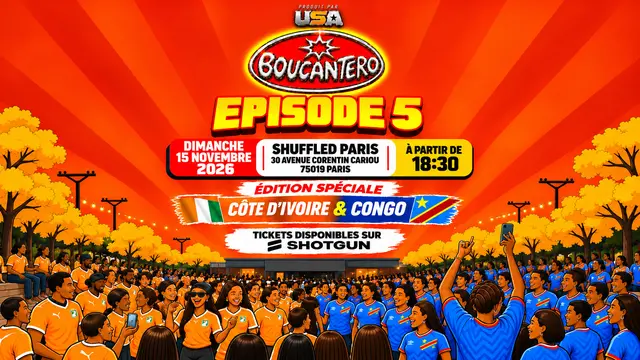 PRODUIT PAR
USA
BOUCANTERO
EPISODE 5
DIMANCHE
15 NOVEMBRE
2026
SHUFFLED PARIS
30 AVENUE CORENTIN CARIOU
75019 PARIS
À PARTIR DE
18:30
ÉDITION SPÉCIALE
CÔTE D'IVOIRE & CONGO
TICKETS DISPONIBLES SUR
SHOTGUN